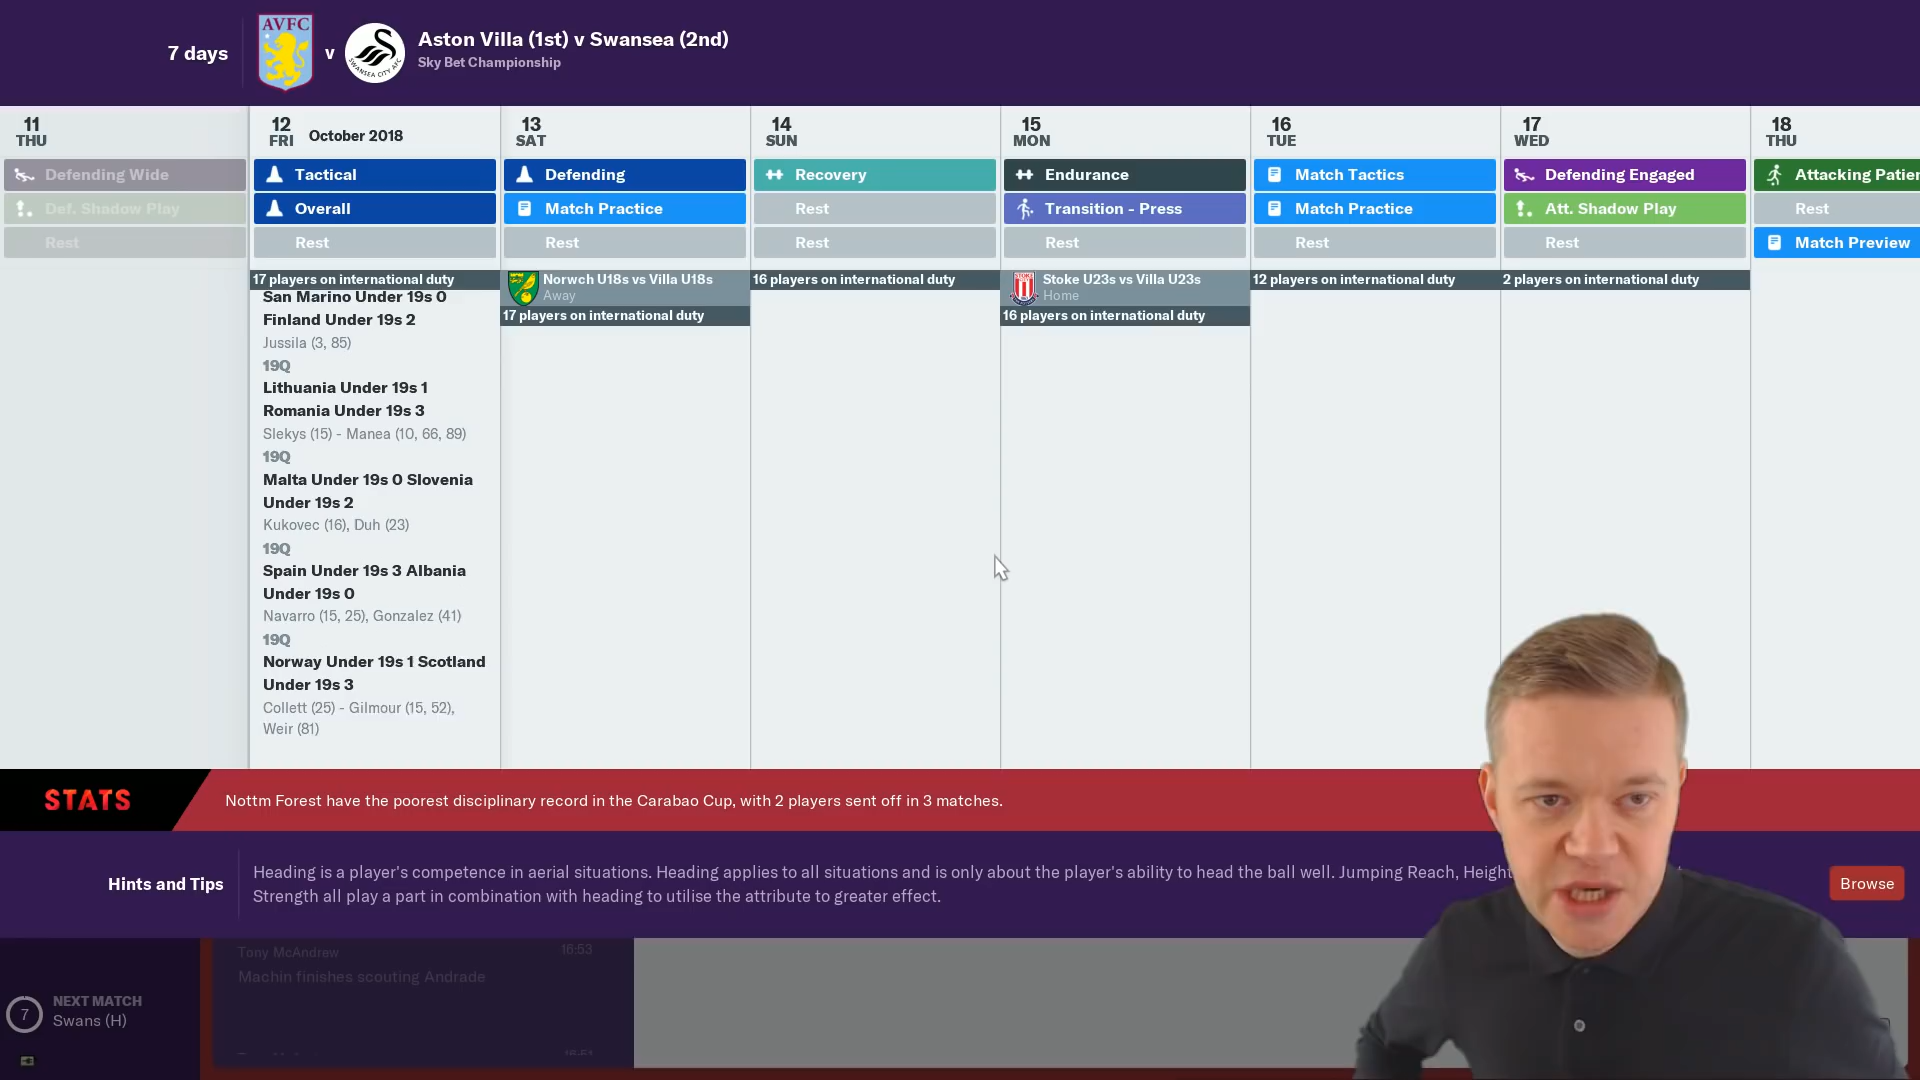 7 days
AVFC
v
SWANSEA CITY AFC
Aston Villa (1st) v Swansea (2nd)
Sky Bet Championship
11
THU
12
FRI
October 2018
13
SAT
14
SUN
15
MON
16
TUE
17
WED
18
THU
Defending Wide
Tactical
Defending
Recovery
Endurance
Match Tactics
Defending Engaged
Attacking Patien
Def. Shadow Play
Overall
Match Practice
Rest
Transition - Press
Match Practice
Att. Shadow Play
Rest
Rest
Rest
Rest
Rest
Rest
Rest
Rest
Match Preview
17 players on international duty
San Marino Under 19s 0
Finland Under 19s 2
Jussila (3, 85)
19Q
Lithuania Under 19s 1
Romania Under 19s 3
Slekys (15) - Manea (10, 66, 89)
19Q
Malta Under 19s 0 Slovenia
Under 19s 2
Kukovec (16), Duh (23)
19Q
Spain Under 19s 3 Albania
Under 19s 0
Navarro (15, 25), Gonzalez (41)
19Q
Norway Under 19s 1 Scotland
Under 19s 3
Collett (25) - Gilmour (15, 52),
Weir (81)
Norwch U18s vs Villa U18s
Away
17 players on international duty
16 players on international duty
STOKE
Stoke U23s vs Villa U23s
Home
16 players on international duty
12 players on international duty
2 players on international duty
STATS
Nottm Forest have the poorest disciplinary record in the Carabao Cup, with 2 players sent off in 3 matches.
Hints and Tips
Heading is a player's competence in aerial situations. Heading applies to all situations and is only about the player's ability to head the ball well. Jumping Reach, Height
Strength all play a part in combination with heading to utilise the attribute to greater effect.
Browse
Tony McAndrew
16:53
Machin finishes scouting Andrade
7
NEXT MATCH
Swans (H)